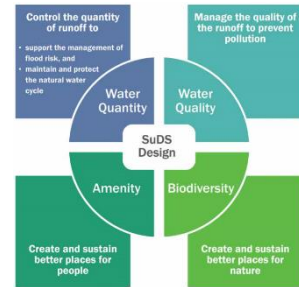 Control the quantity
of runoff to
• support the management of
flood risk, and
• maintain and protect
the natural water
cycle
Manage the quality of
the runoff to prevent
pollution
Water
Quantity
Water
Quality
SuDS
Design
Amenity
Biodiversity
Create and sustain
better places for
people
Create and sustain
better places for
nature